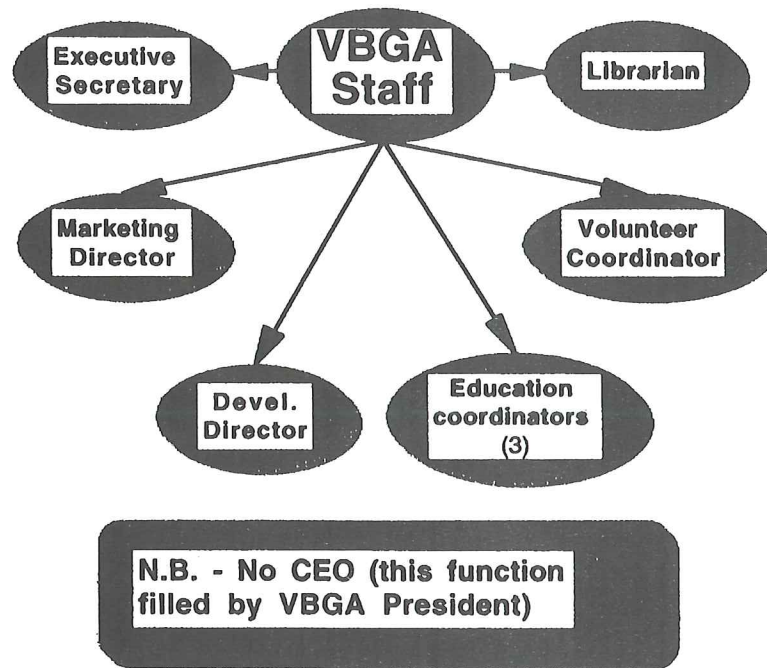 VBGA
Staff
Executive
Secretary
Librarian
Marketing
Director
Volunteer
Coordinator
Devel.
Director
Education
coordinators
(3)
N.B. - No CEO (this function
filled by VBGA President)